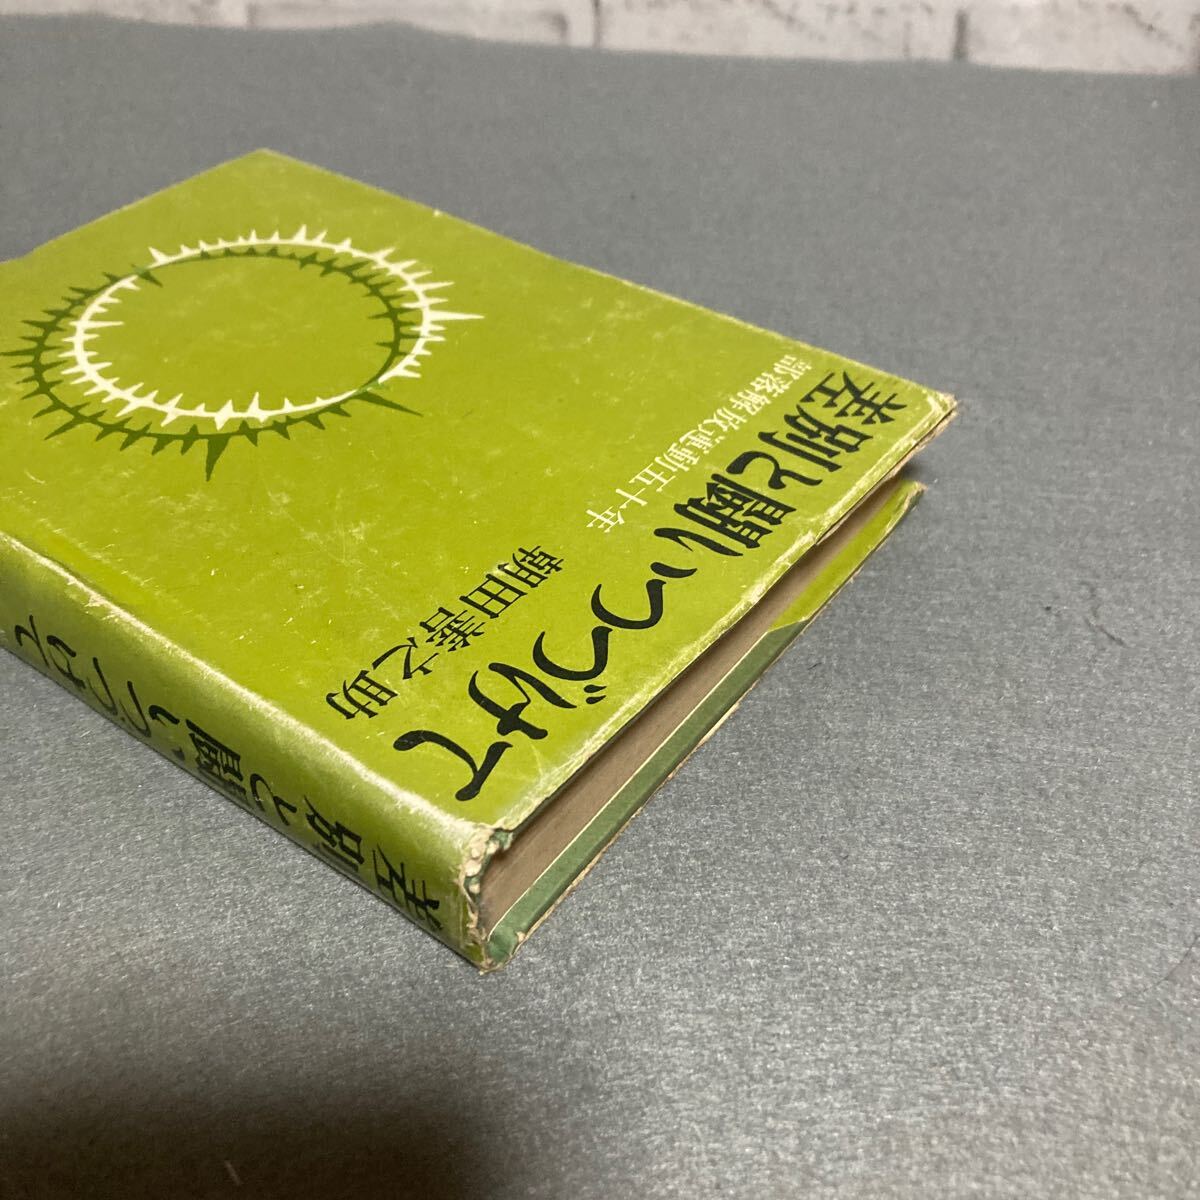 差別と闘いつづけて
部落解放運動五十年
朝田善之助
差別と闘いつづけて